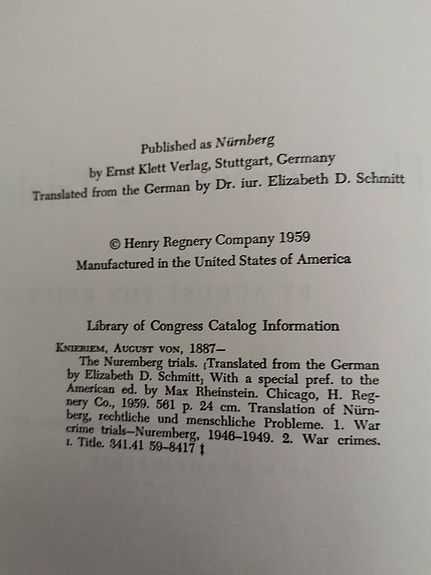 Published as Nürnberg
by Ernst Klett Verlag, Stuttgart, Germany
Translated from the German by Dr. iur. Elizabeth D. Schmitt
© Henry Regnery Company 1959
Manufactured in the United States of America
Library of Congress Catalog Information
KNIERIEM, AUGUST VON, 1887–
The Nuremberg trials. [Translated from the German
by Elizabeth D. Schmitt, With a special pref. to the
American ed. by Max Rheinstein. Chicago, H. Reg-
nery Co., 1959. 561 p. 24 cm. Translation of Nürn-
berg, rechtliche und menschliche Probleme. 1. War
crime trials–Nuremberg, 1946–1949. 2. War crimes.
I. Title. 341.41 59–8417 ‡